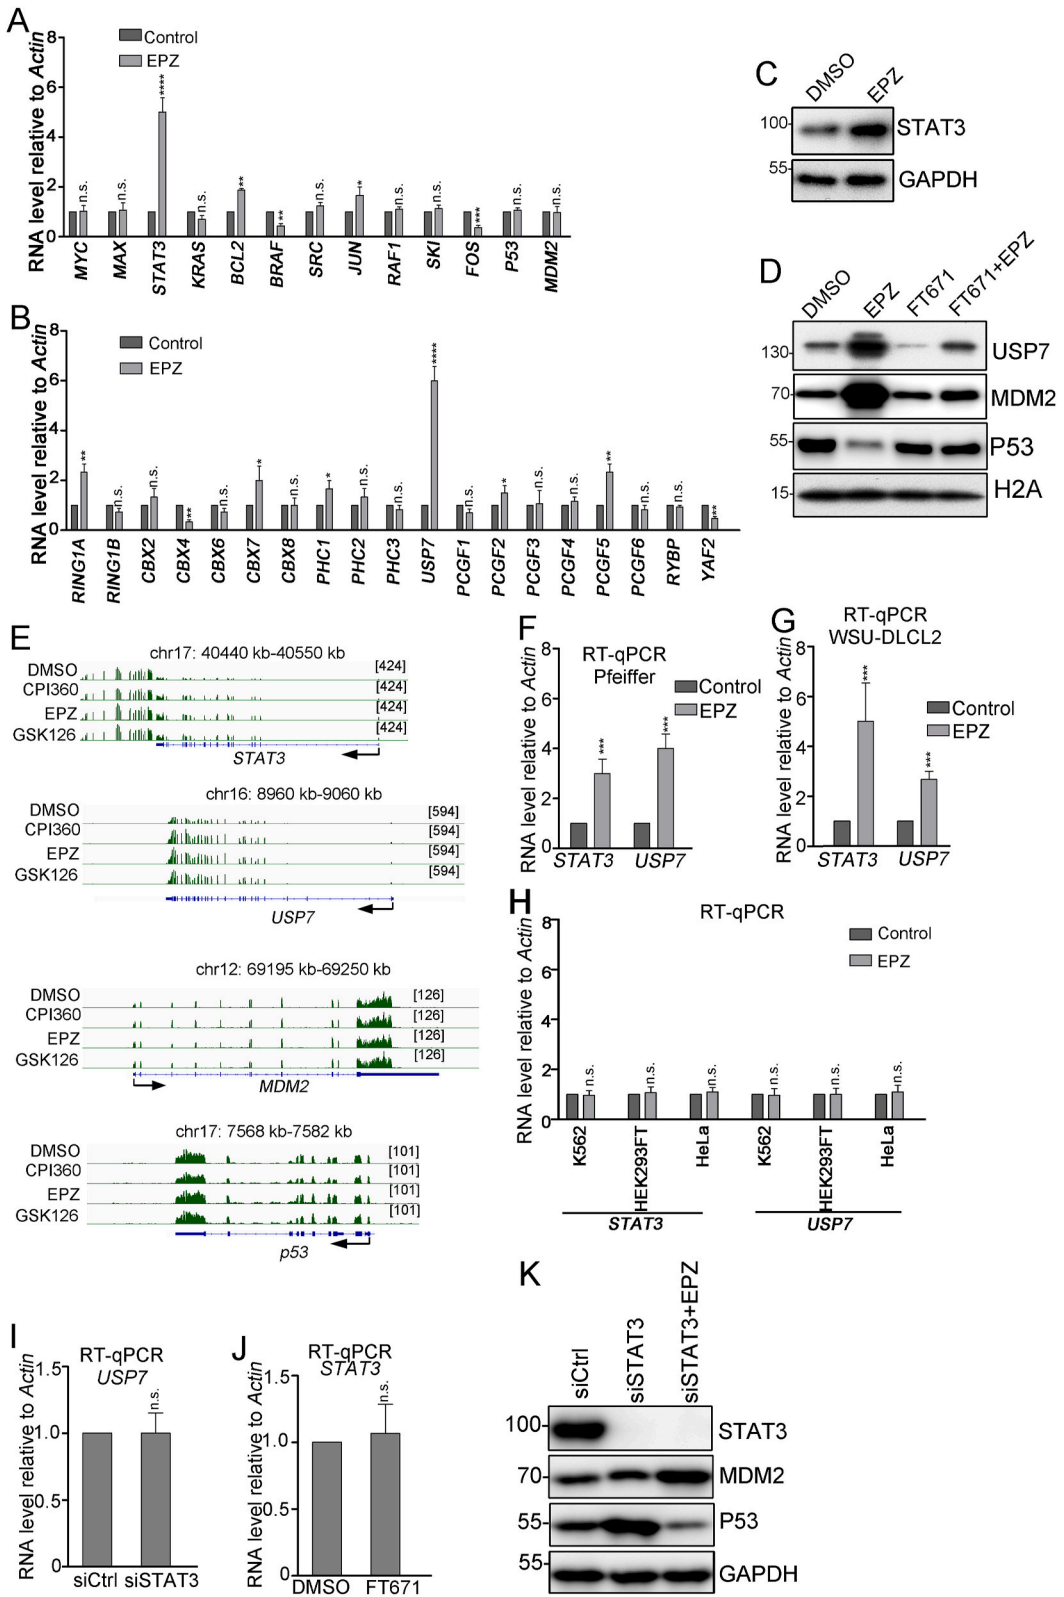 A
RNA level relative to Actin
8
6
4
2
0
Control
EPZ
n.s. n.s. **** n.s. ** ** n.s. * n.s. n.s. *** n.s. n.s.
MYC MAX STAT3 KRAS BCL2 BRAF SRC JUN RAF1 SKI FOS P53 MDM2
B
RNA level relative to Actin
8
6
4
2
0
Control
EPZ
** n.s. n.s. ** n.s. * n.s. * n.s. n.s. **** n.s. * n.s. n.s. ** n.s. n.s. **
RING1A RING1B CBX2 CBX4 CBX6 CBX7 CBX8 PHC1 PHC2 PHC3 USP7 PCGF1 PCGF2 PCGF3 PCGF4 PCGF5 PCGF6 RYBP YAF2
C
DMSO EPZ
100 STAT3
55 GAPDH
D
DMSO EPZ FT671 FT671+EPZ
130 USP7
70 MDM2
55 P53
15 H2A
E
chr17: 40440 kb-40550 kb
DMSO [424]
CPI360 [424]
EPZ [424]
GSK126 [424]
STAT3
chr16: 8960 kb-9060 kb
DMSO [594]
CPI360 [594]
EPZ [594]
GSK126 [594]
USP7
chr12: 69195 kb-69250 kb
DMSO [126]
CPI360 [126]
EPZ [126]
GSK126 [126]
MDM2
chr17: 7568 kb-7582 kb
DMSO [101]
CPI360 [101]
EPZ [101]
GSK126 [101]
p53
F
RNA level relative to Actin
8
6
4
2
0
RT-qPCR
Pfeiffer
Control
EPZ
*** ***
STAT3 USP7
G
RT-qPCR
WSU-DLCL2
RNA level relative to Actin
8
6
4
2
0
Control
EPZ
*** ***
STAT3 USP7
H
RT-qPCR
RNA level relative to Actin
8
6
4
2
0
Control
EPZ
n.s. n.s. n.s. n.s. n.s. n.s.
K562 HEK293FT HeLa K562 HEK293FT HeLa
STAT3 USP7
I
RT-qPCR
USP7
RNA level relative to Actin
1.5
1.0
0.5
0
n.s.
siCtrl siSTAT3
J
RT-qPCR
STAT3
RNA level relative to Actin
1.5
1.0
0.5
0
n.s.
DMSO FT671
K
siCtrl siSTAT3 siSTAT3+EPZ
100 STAT3
70 MDM2
55 P53
55 GAPDH